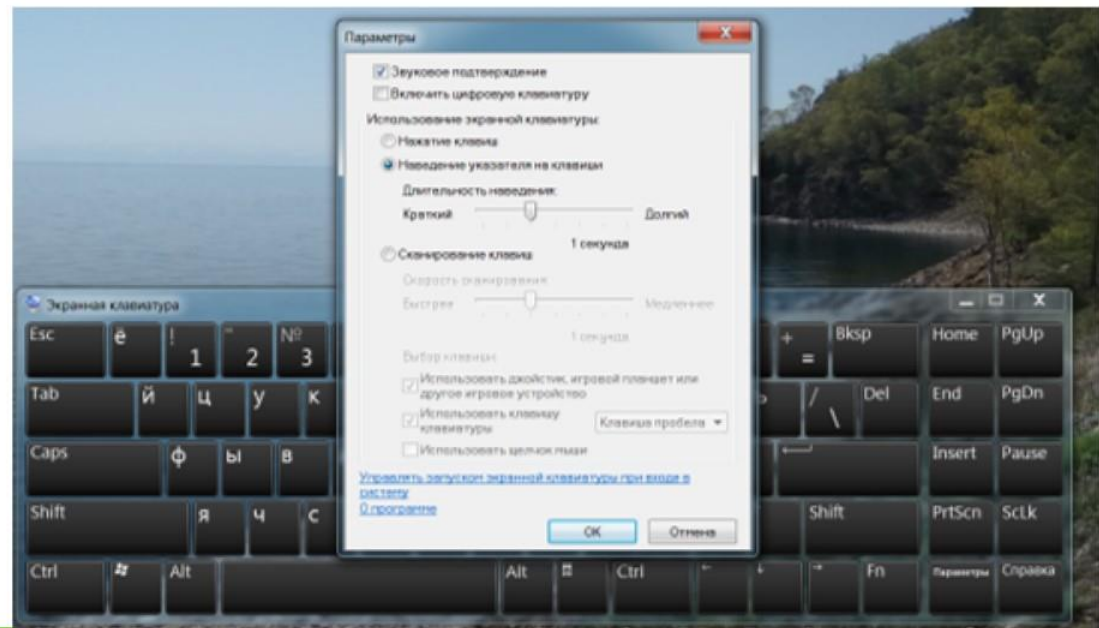 Параметры
Звуковое подтверждение
Включить цифровую клавиатуру
Использование экранной клавиатуры:
Нажатие клавиш
Наведение указателя на клавиши
Длительность наведения:
Краткий Долгий
1 секунда
Сканирование клавиш
Скорость сканирования:
Быстрее Медленнее
1 секунда
Выбор клавиши:
Использовать джойстик, игровой планшет или
другое игровое устройство
Использовать клавишу
клавиатуры
Клавиша пробела
Использовать щелчок мыши
Управлять запуском экранной клавиатуры при входе в
систему
О программе
OK Отмена
Экранная клавиатура
Esc ё ! 1 " 2 № 3 + = Bksp Home PgUp
Tab й ц у к / \ Del End PgDn
Caps ф ы в Insert Pause
Shift я ч с Shift PrtScn ScLk
Ctrl Alt Alt Ctrl Fn Параметры Справка